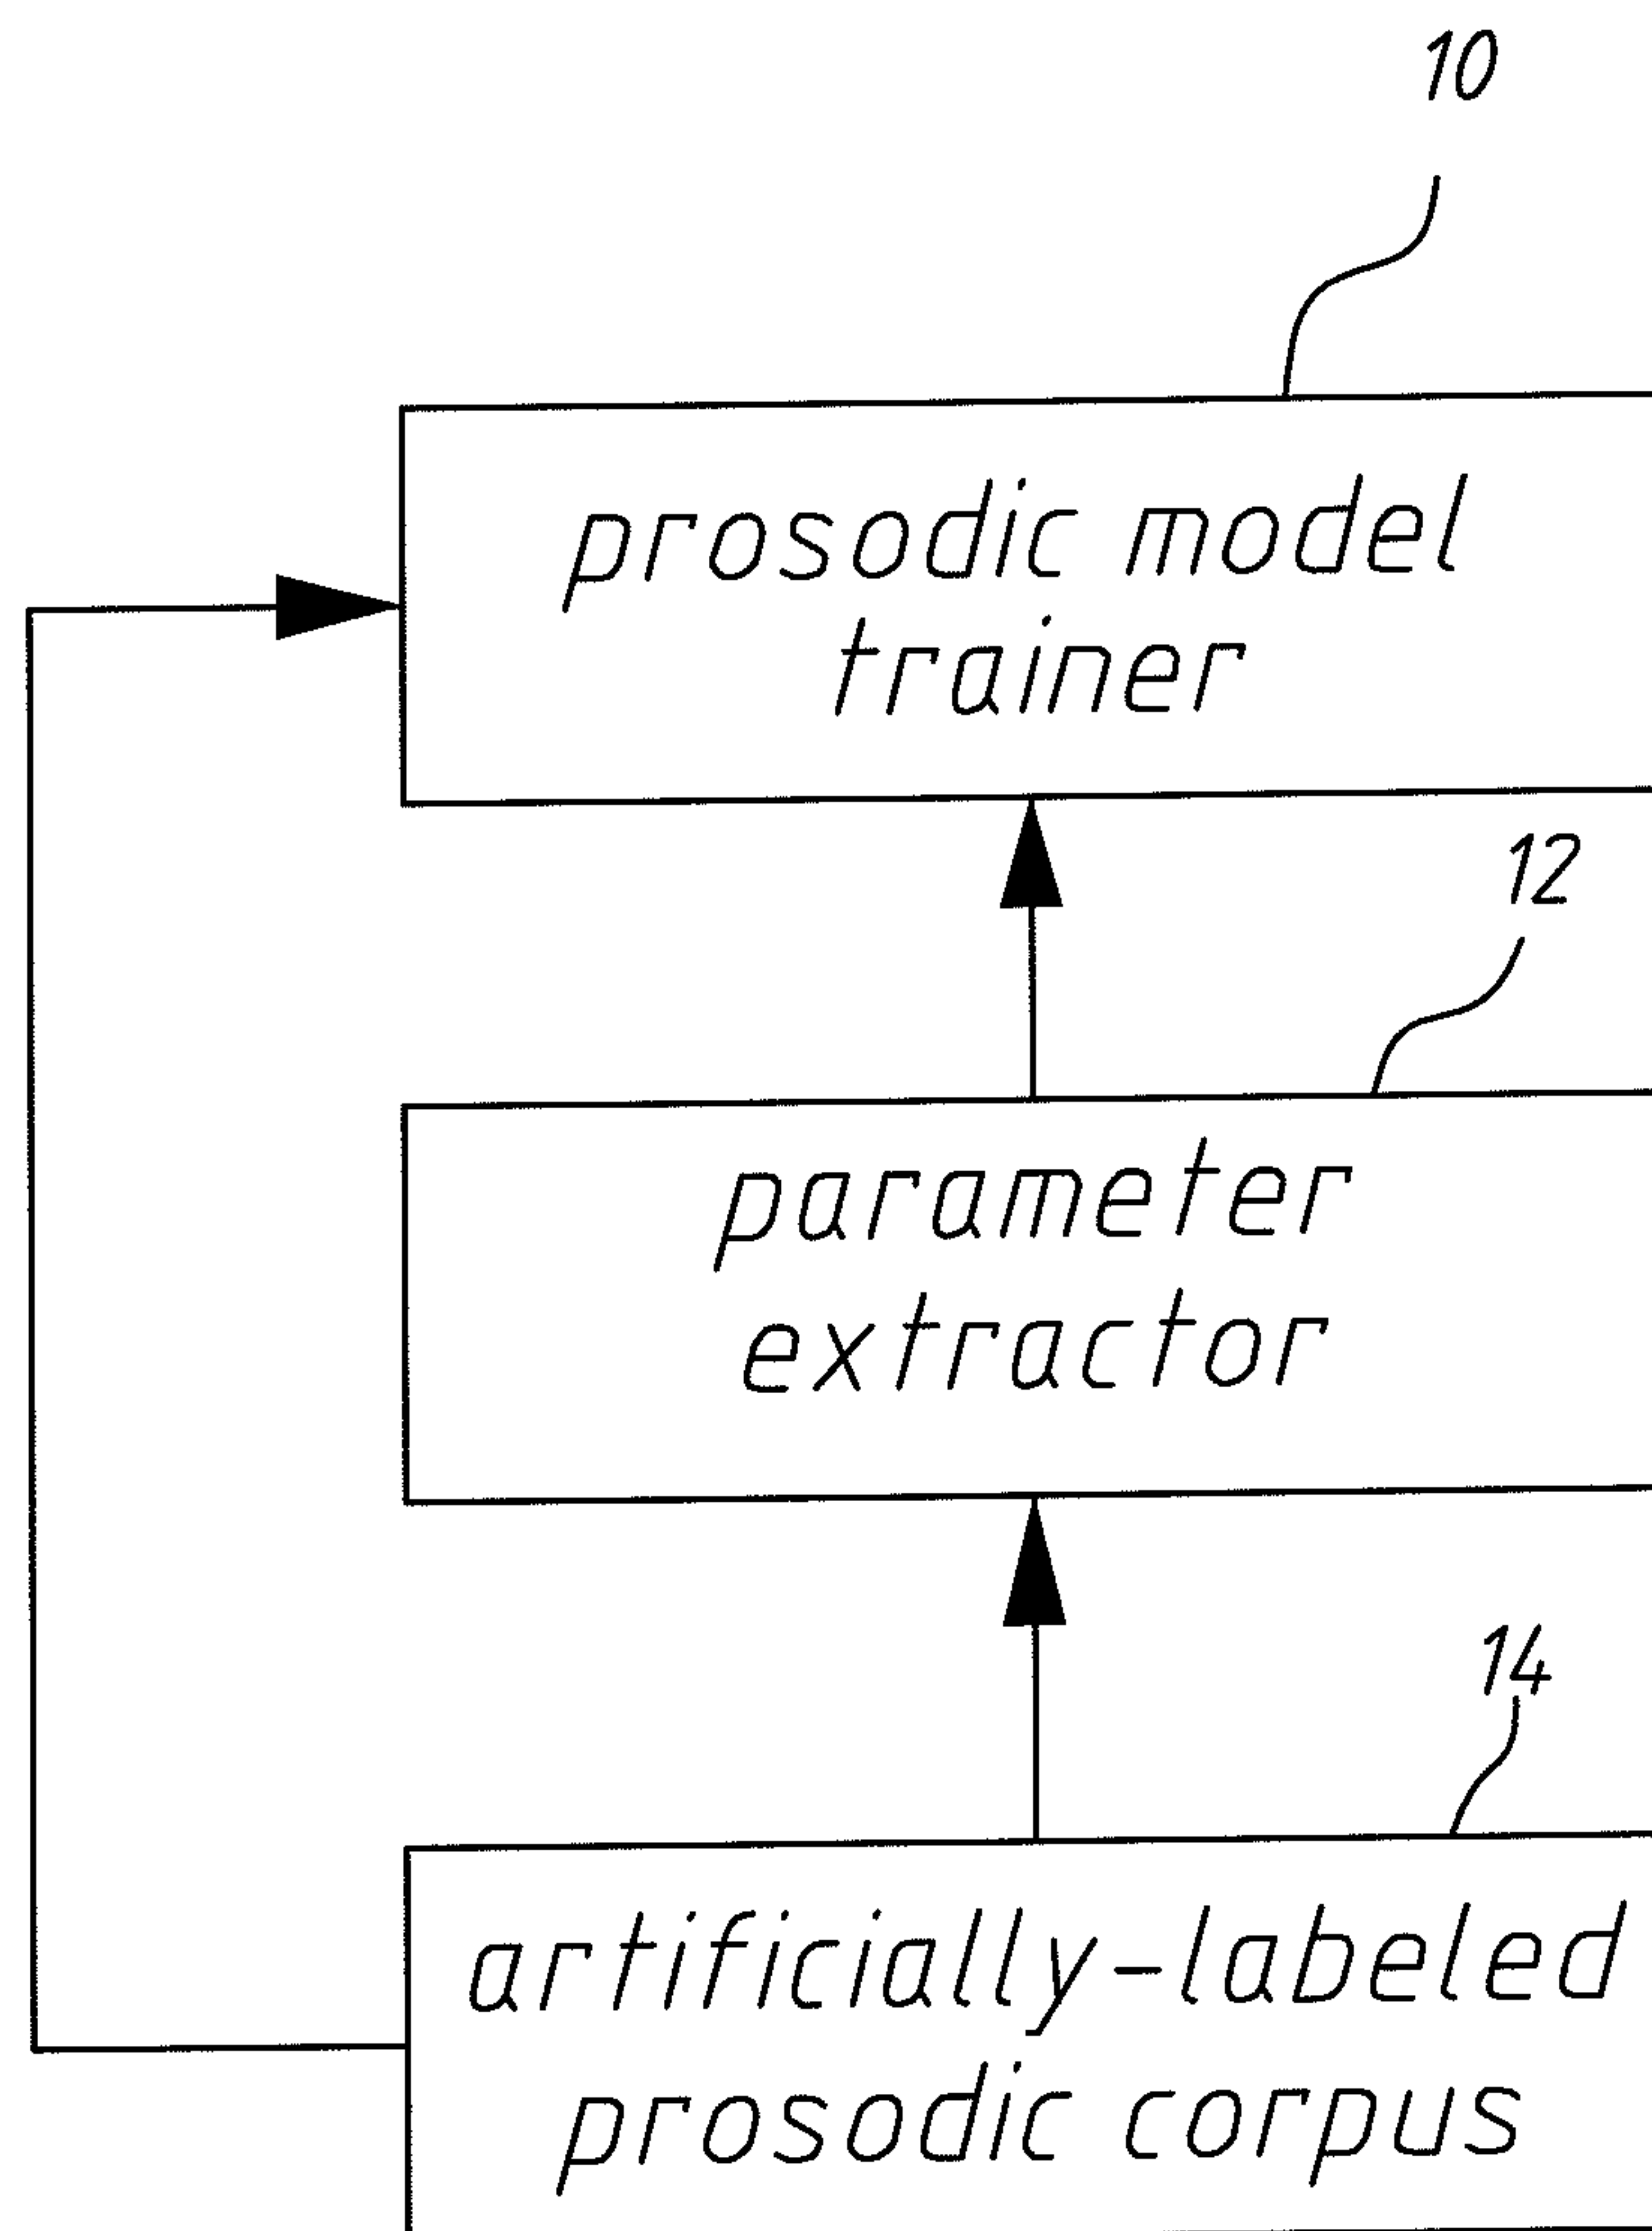 10
prosodic model
trainer
12
parameter
extractor
14
artificially-labeled
prosodic corpus